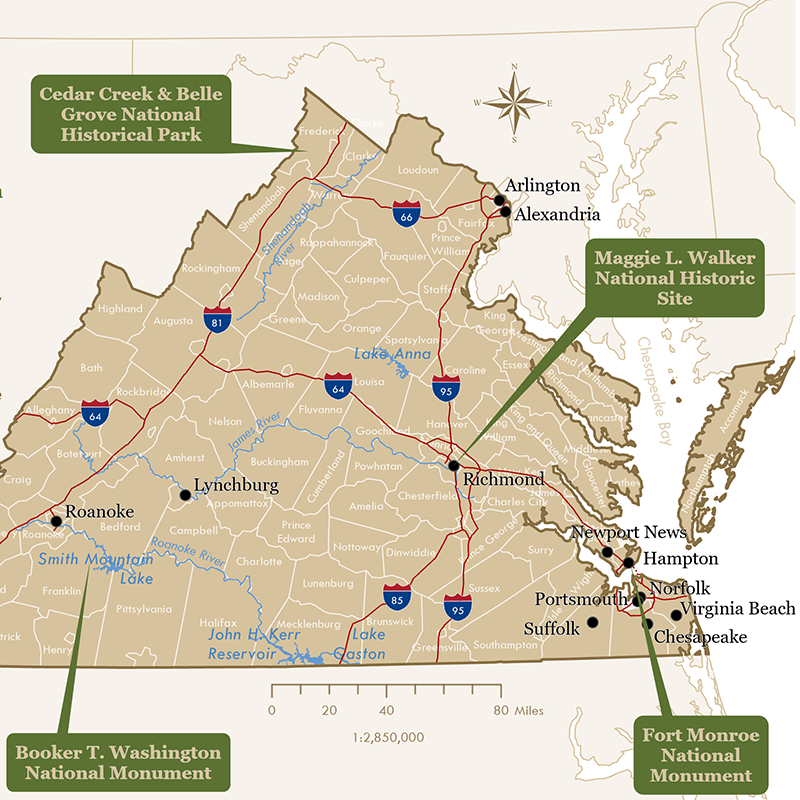 Cedar Creek & Belle
Grove National
Historical Park
N
W
E
S
Frederick
Clarke
Clarke
Loudoun
Arlington
Alexandria
66
Fairfax
Warren
Shenandoah
Shenandoah
River
Prince
William
Rappahannock
Fauquier
Page
Rockingham
Culpeper
Stafford
Maggie L. Walker
National Historic
Site
Madison
Highland
Augusta
81
Greene
Orange
King
George
Westmoreland
Spotsylvania
Lake Anna
Northumb
Essex
Richmond
Chesapeake Bay
Caroline
Bath
Rockbridge
64
Albemarle
Louisa
95
Accomack
Alleghany
64
Fluvanna
Lancaster
Nelson
Hanover
King
William
King and Queen
Goochland
Henrico
James River
Middlesex
Botetourt
Amherst
Buckingham
Cumberland
Powhatan
Gloucester
Northampton
Craig
Lynchburg
Richmond
Appomattox
Chesterfield
Charles City
James
Roanoke
Amelia
Roanoke
Bedford
Campbell
Prince
Edward
Prince George
Newport News
Surry
Nottoway
Dinwiddie
Hampton
Smith Mountain
Lake
Roanoke River
Charlotte
Lunenburg
Sussex
Isle of Wight
Norfolk
Portsmouth
Franklin
Pittsylvania
85
95
Virginia Beach
Halifax
Mecklenburg
Brunswick
Suffolk
Chesapeake
trick
Henry
John H. Kerr
Reservoir
Lake
Gaston
Greensville
Southampton
0 20 40 80 Miles
1:2,850,000
Booker T. Washington
National Monument
Fort Monroe
National
Monument